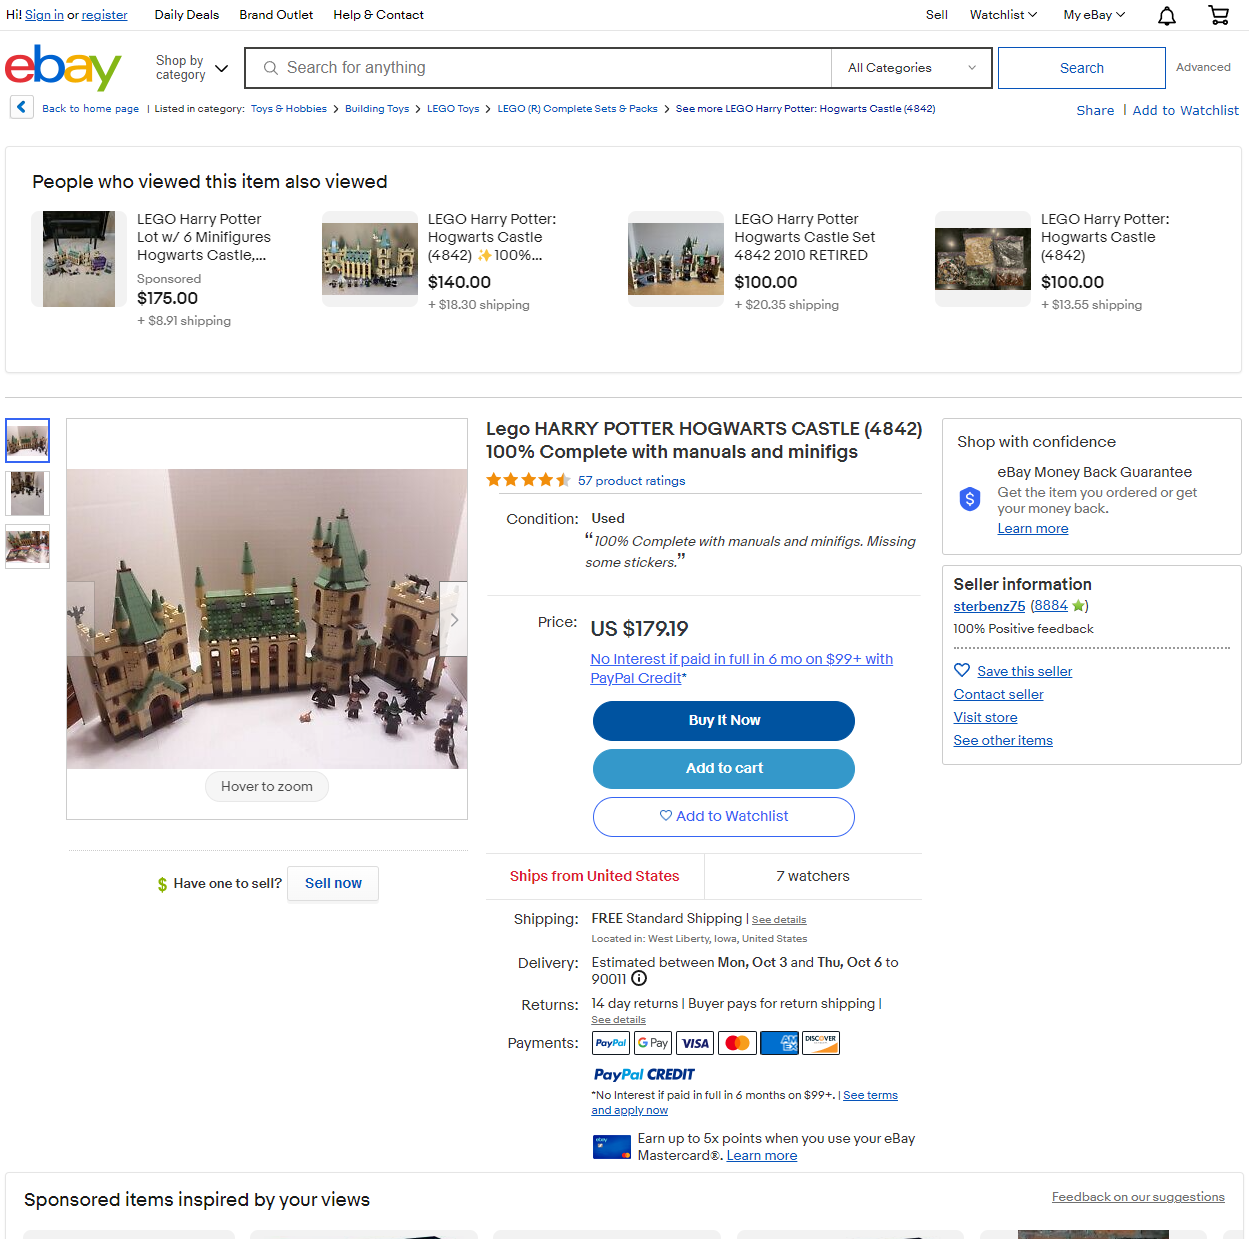 Hi! Sign in or register Daily Deals Brand Outlet Help & Contact Sell Watchlist My eBay
ebay Shop by category Search for anything All Categories Search Advanced
Back to home page | Listed in category: Toys & Hobbies > Building Toys > LEGO Toys > LEGO (R) Complete Sets & Packs > See more LEGO Harry Potter: Hogwarts Castle (4842)
Share | Add to Watchlist
People who viewed this item also viewed
LEGO Harry Potter
Lot w/ 6 Minifigures
Hogwarts Castle,...
Sponsored
$175.00
+ $8.91 shipping
LEGO Harry Potter:
Hogwarts Castle
(4842) ✨100%...
$140.00
+ $18.30 shipping
LEGO Harry Potter
Hogwarts Castle Set
4842 2010 RETIRED
$100.00
+ $20.35 shipping
LEGO Harry Potter:
Hogwarts Castle
(4842)
$100.00
+ $13.55 shipping
Hover to zoom
$ Have one to sell? Sell now
Lego HARRY POTTER HOGWARTS CASTLE (4842)
100% Complete with manuals and minifigs
57 product ratings
Condition: Used
“100% Complete with manuals and minifigs. Missing
some stickers.”
Price: US $179.19
No Interest if paid in full in 6 mo on $99+ with
PayPal Credit*
Buy It Now
Add to cart
Add to Watchlist
Ships from United States 7 watchers
Shipping: FREE Standard Shipping | See details
Located in: West Liberty, Iowa, United States
Delivery: Estimated between Mon, Oct 3 and Thu, Oct 6 to
90011
Returns: 14 day returns | Buyer pays for return shipping |
See details
Payments: PayPal G Pay VISA AMEX DISCOVER
PayPal CREDIT
*No Interest if paid in full in 6 months on $99+. | See terms
and apply now
ebay
Earn up to 5x points when you use your eBay
Mastercard®. Learn more
Shop with confidence
eBay Money Back Guarantee
Get the item you ordered or get
your money back.
Learn more
Seller information
sterbenz75 (8884)
100% Positive feedback
Save this seller
Contact seller
Visit store
See other items
Sponsored items inspired by your views Feedback on our suggestions